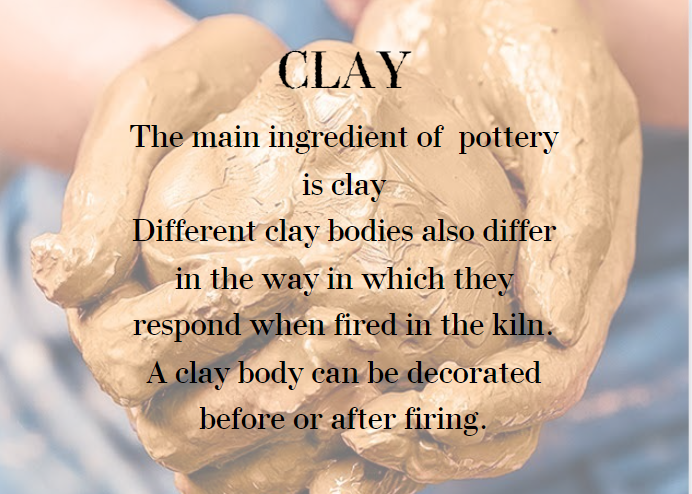 CLAY
The main ingredient of  pottery
is clay
Different clay bodies also differ
in the way in which they
respond when fired in the kiln.
A clay body can be decorated
before or after firing.